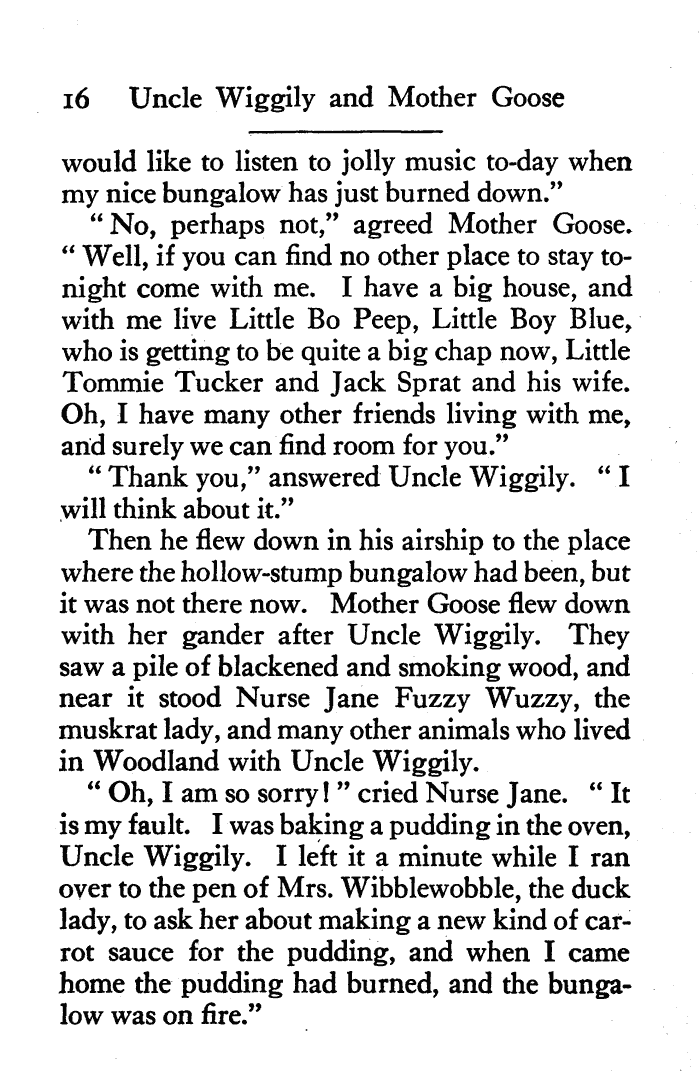 16 Uncle Wiggily and Mother Goose
would like to listen to jolly music to-day when
my nice bungalow has just burned down.”
“ No, perhaps not,” agreed Mother Goose.
“ Well, if you can find no other place to stay to-
night come with me. I have a big house, and
with me live Little Bo Peep, Little Boy Blue,
who is getting to be quite a big chap now, Little
Tommie Tucker and Jack Sprat and his wife.
Oh, I have many other friends living with me,
and surely we can find room for you.”
“ Thank you,” answered Uncle Wiggily. “ I
will think about it.”
Then he flew down in his airship to the place
where the hollow-stump bungalow had been, but
it was not there now. Mother Goose flew down
with her gander after Uncle Wiggily. They
saw a pile of blackened and smoking wood, and
near it stood Nurse Jane Fuzzy Wuzzy, the
muskrat lady, and many other animals who lived
in Woodland with Uncle Wiggily.
“ Oh, I am so sorry! ” cried Nurse Jane. “ It
is my fault. I was baking a pudding in the oven,
Uncle Wiggily. I left it a minute while I ran
over to the pen of Mrs. Wibblewobble, the duck
lady, to ask her about making a new kind of car-
rot sauce for the pudding, and when I came
home the pudding had burned, and the bunga-
low was on fire.”